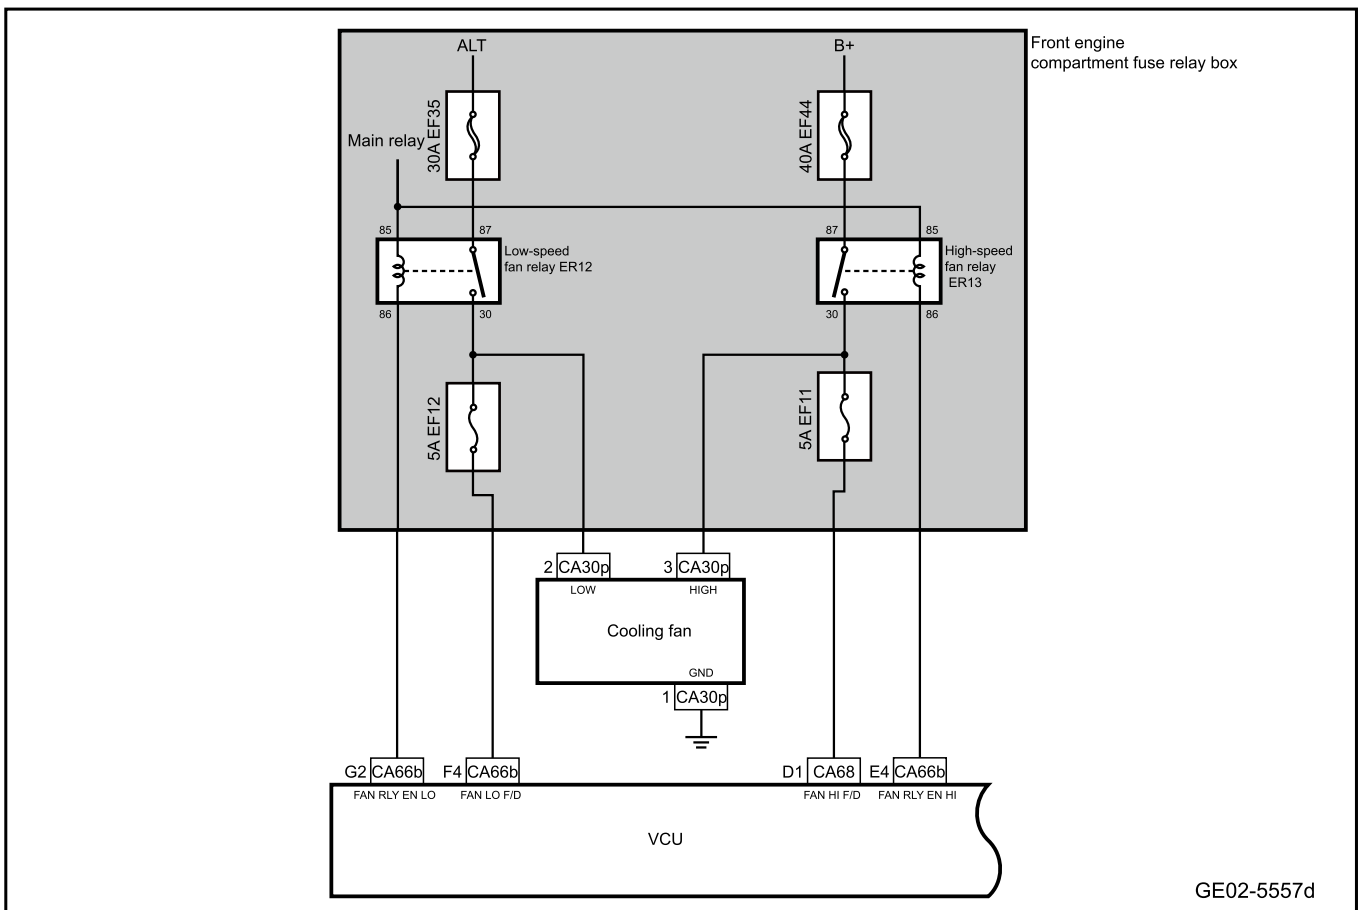 ALT
B+
Front engine
compartment fuse relay box
30A EF35
40A EF44
Main relay
85
87
87
85
Low-speed
fan relay ER12
High-speed
fan relay
ER13
86
30
30
86
5A EF12
5A EF11
2
CA30p
3
CA30p
LOW
HIGH
Cooling fan
GND
1
CA30p
G2
CA66b
F4
CA66b
D1
CA68
E4
CA66b
FAN RLY EN LO
FAN LO F/D
FAN HI F/D
FAN RLY EN HI
VCU
GE02-5557d